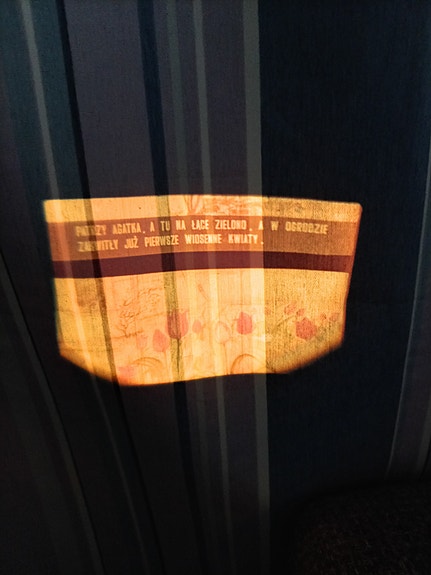 PATRZY AGATKA, A TU NA ŁĄCE ZIELONO, A W OGRODZIE
ZAKWITŁY JUŻ PIERWSZE WIOSENNE KWIATY.